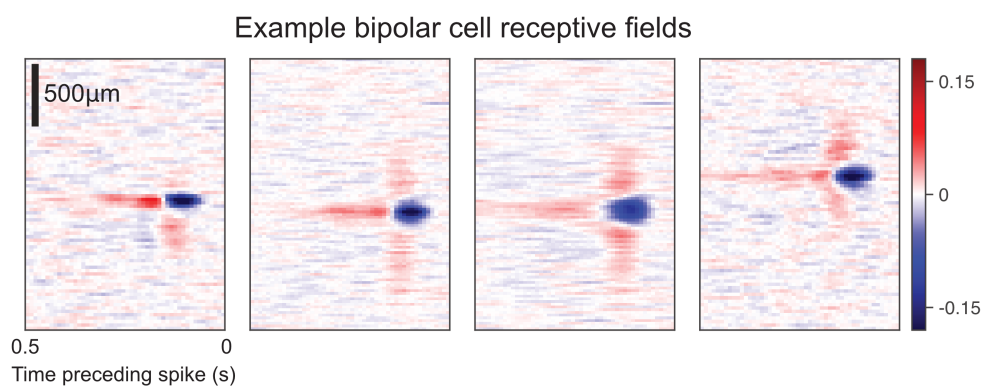 Example bipolar cell receptive fields
500μm
0.15
0
-0.15
0.5 0
Time preceding spike (s)